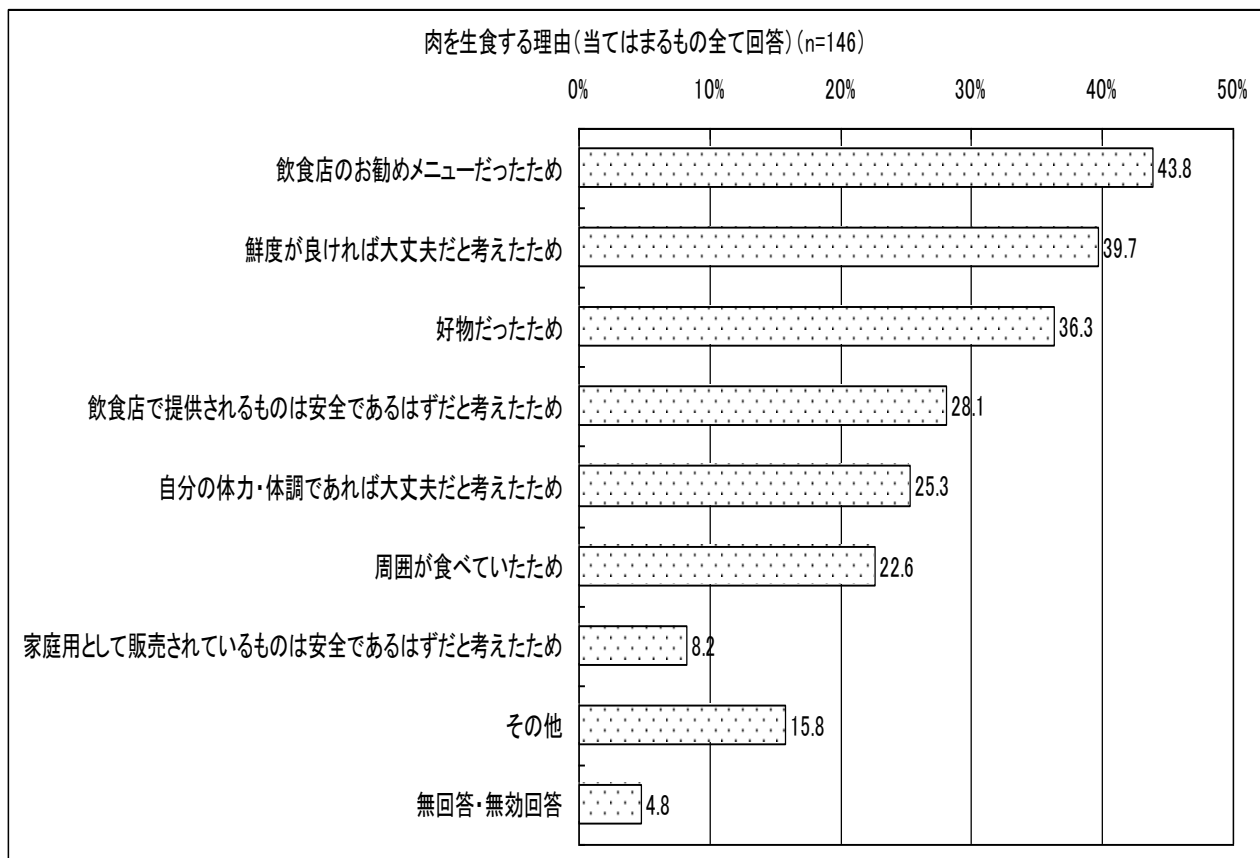 肉を生食する理由(当てはまるもの全て回答)(n=146)
0% 10% 20% 30% 40% 50%
飲食店のお勧めメニューだったため 43.8
鮮度が良ければ大丈夫だと考えたため 39.7
好物だったため 36.3
飲食店で提供されるものは安全であるはずだと考えたため 28.1
自分の体力・体調であれば大丈夫だと考えたため 25.3
周囲が食べていたため 22.6
家庭用として販売されているものは安全であるはずだと考えたため 8.2
その他 15.8
無回答・無効回答 4.8